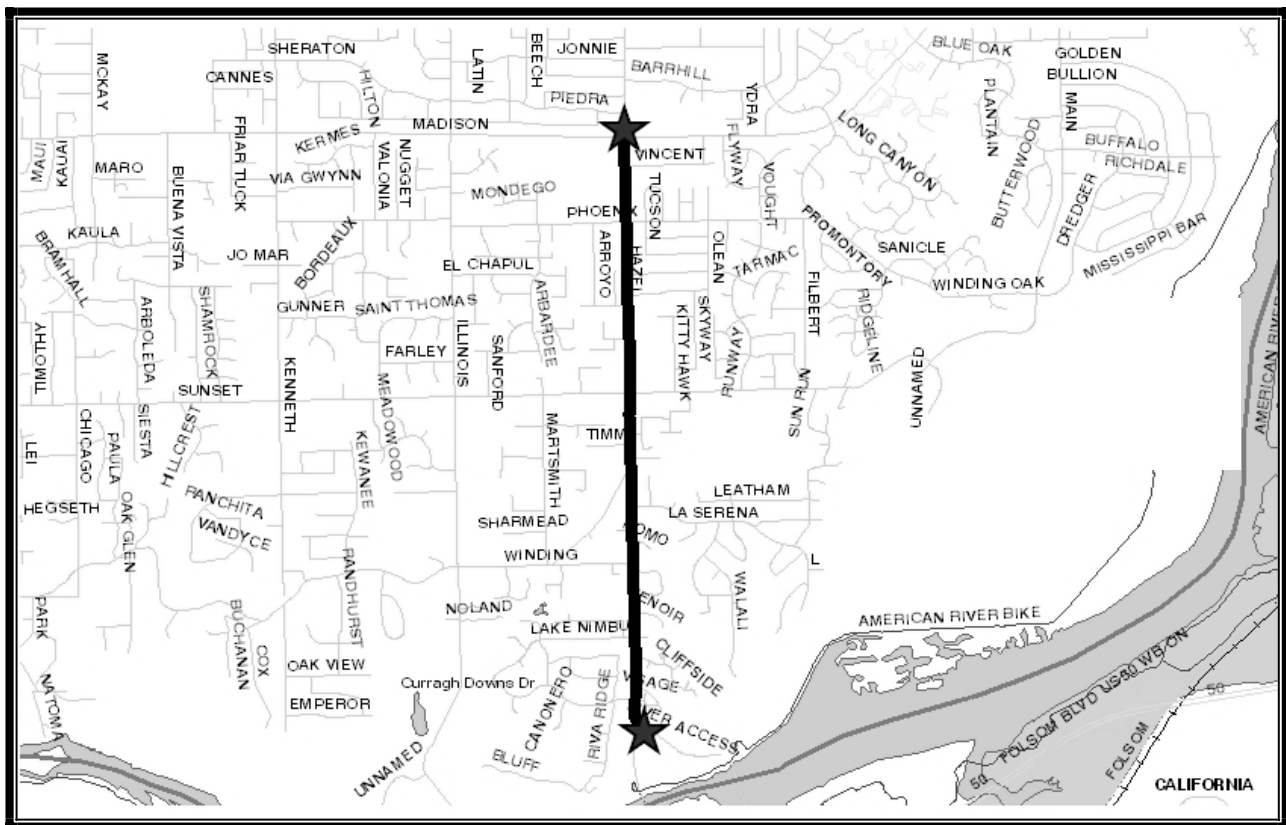 SHERATON
LATIN
BEECH
JONNIE
BLUE OAK
GOLDEN
MCKAY
CANNES
HILTON
BARRHILL
BULLION
PIEDRA
YDRA
PLANTAIN
MAIN
MADISON
FRIAR TUCK
KERMES
FLYWAY
LONG CANYON
BUTTERWOOD
BUFFALO
MAUI
KAUAI
MARO
VALONIA
NUGGET
VINCENT
RICHDALE
BUENA VISTA
VIA GWYNN
MONDEGO
TUCSON
VOUGHT
DREDGER
PHOENIX
PROMONTORY
KAULA
BRAMHALL
JO MAR
BORDEAUX
EL CHAPUL
ARROYO
HAZEL
OLEAN
TARMAC
SANICLE
MISSISSIPPI BAR
WINDING OAK
ARBOLEDA
SHAMROCK
GUNNER
SAINT THOMAS
ARBARDEE
SKYWAY
KITTY HAWK
FILBERT
RIDGELINE
FARLEY
ILLINOIS
SANFORD
RUNWAY
UNNAMED
AMERICAN RIVER
SUNSET
KENNETH
MEADOWOOD
SUN RUN
CHICAGO
PAULA
SIESTA
HILLCREST
MARTSMITH
TIMM
LEI
KEWANEE
HEGSETH
OAK GLEN
RANCHITA
VANDYCE
LEATHAM
LA SERENA
SHARMEAD
OMO
WINDING
L
RANDHURST
WALALI
PARK
BUCHANAN
NOLAND
ENOIR
AMERICAN RIVER BIKE
LAKE NIMBU
COX
OAK VIEW
CLIFFSIDE
NATOMA
Curragh Downs Dr
CANONERO
RIVA RIDGE
V SAGE
EMPEROR
VER ACCESS
FOLSOM BLVD US50 WB ON
50
UNNAMED
BLUFF
50
FOLSOM
CALIFORNIA